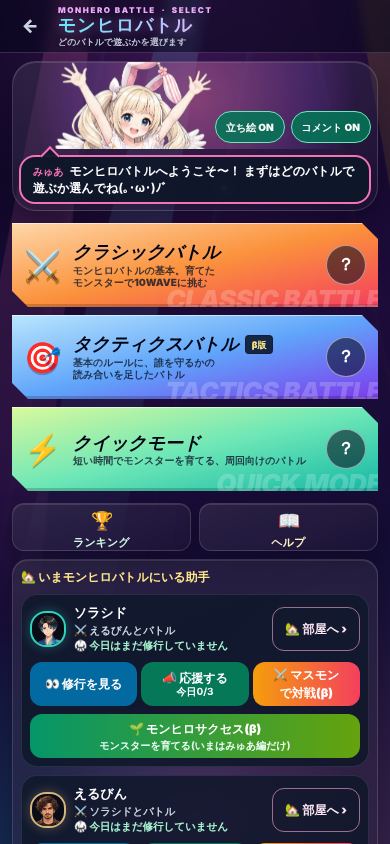 MONHERO BATTLE · SELECT
モンヒロバトル
どのバトルで遊ぶかを選びます
立ち絵 ON
コメント ON
みゅあ モンヒロバトルへようこそ〜！ まずはどのバトルで
遊ぶか選んでね(｡･ω･)ﾉﾞ
クラシックバトル
モンヒロバトルの基本。育てた
モンスターで10WAVEに挑む
?
CLASSIC BATTLE
タクティクスバトル β版
基本のルールに、誰を守るかの
読み合いを足したバトル
?
TACTICS BATTLE
クイックモード
短い時間でモンスターを育てる、周回向けのバトル
?
QUICK MODE
ランキング
ヘルプ
いまモンヒロバトルにいる助手
ソラシド
えるびんとバトル
今日はまだ修行していません
部屋へ ›
修行を見る
応援する
今日0/3
マスモン
で対戦(β)
モンヒロサクセス(β)
モンスターを育てる(いまはみゅあ編だけ)
えるびん
ソラシドとバトル
今日はまだ修行していません
部屋へ ›